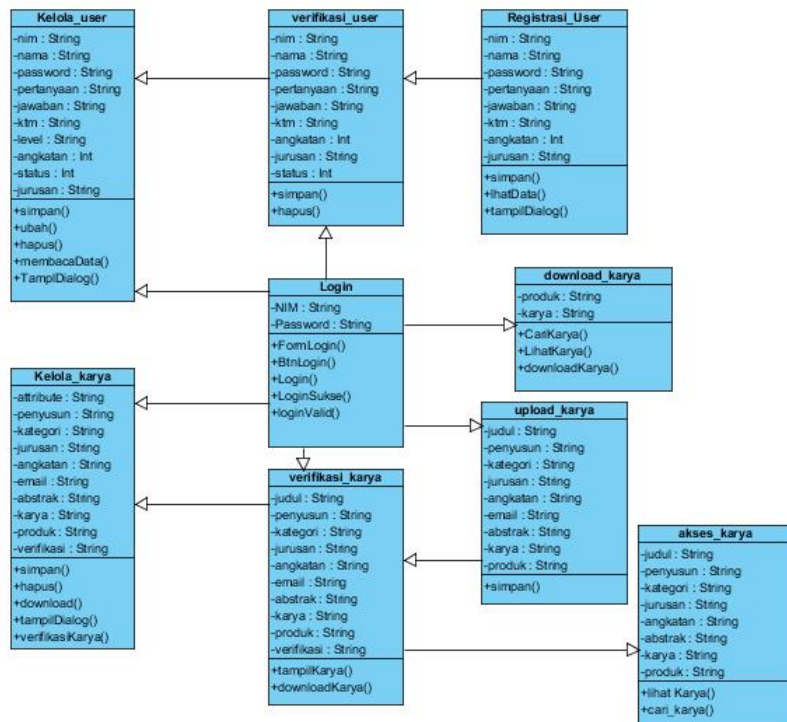 Kelola_user
-nim : String
-nama : String
-password : String
-pertanyaan : String
-jawaban : String
-ktm : String
-level : String
-angkatan : Int
-status : Int
-jurusan : String
+simpan()
+ubah()
+hapus()
+membacaData()
+TamplDialog()
verifikasi_user
-nim : String
-nama : String
-password : String
-pertanyaan : String
-jawaban : String
-ktm : String
-angkatan : Int
-jurusan : String
-status : Int
+simpan()
+hapus()
Registrasi_User
-nim : String
-nama : String
-password : String
-pertanyaan : String
-jawaban : String
-ktm : String
-angkatan : Int
-jurusan : String
+simpan()
+lhatData()
+tampilDialog()
Login
-NIM : String
-Password : String
+FormLogin()
+BtnLogin()
+Login()
+LoginSukse()
+loginValid()
download_karya
-produk : String
-karya : String
+CariKarya()
+LihatKarya()
+downloadKarya()
Kelola_karya
-attribute : String
-penyusun : String
-kategori : String
-jurusan : String
-angkatan : String
-email : String
-abstrak : String
-karya : String
-produk : String
-verifikasi : String
+simpan()
+hapus()
+download()
+tampilDialog()
+verifikasiKarya()
upload_karya
-judul : String
-penyusun : String
-kategori : String
-jurusan : String
-angkatan : String
-email : String
-abstrak : String
-karya : String
-produk : String
+simpan()
verifikasi_karya
-judul : String
-penyusun : String
-kategori : String
-jurusan : String
-angkatan : String
-email : String
-abstrak : String
-karya : String
-produk : String
-verifikasi : String
+tampilKarya()
+downloadKarya()
akses_karya
-judul : String
-penyusun : String
-kategori : String
-jurusan : String
-angkatan : String
-abstrak : String
-karya : String
-produk : String
+lihat Karya()
+cari_karya()